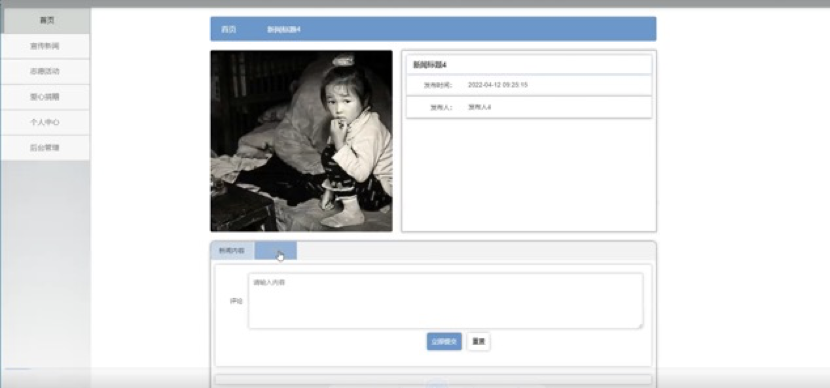 首页
宣传新闻
志愿活动
爱心捐赠
个人中心
后台管理
首页 新闻标题4
新闻标题4
发布时间： 2022-04-12 09:25:15
发布人： 发布人4
新闻内容
评论 请输入内容
立即提交 重置